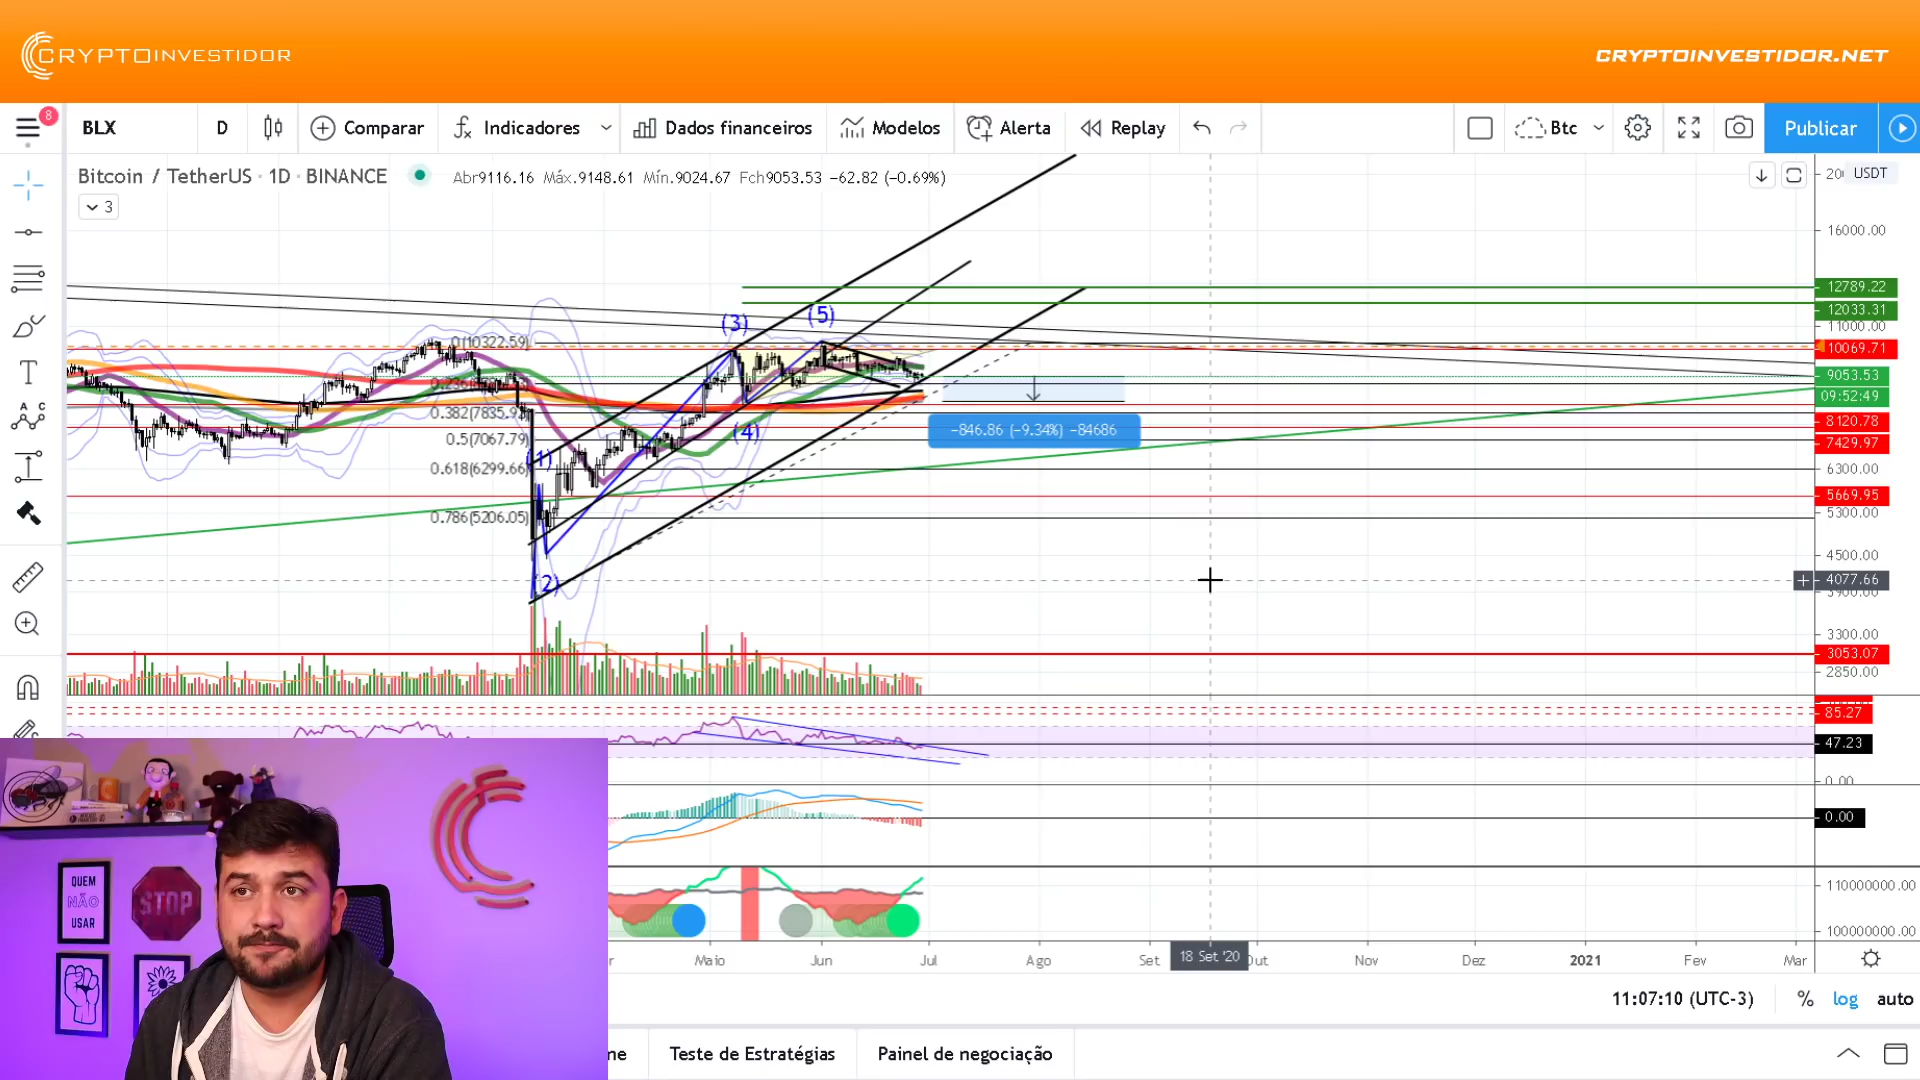 CRYPTOINVESTIDOR
CRYPTOINVESTIDOR.NET
8
BLX
D
Comparar
Indicadores
Dados financeiros
Modelos
Alerta
Replay
Btc
Publicar
Bitcoin / TetherUS · 1D · BINANCE
Abr9116.16 Máx.9148.61 Mín.9024.67 Fch9053.53 −62.82 (−0.69%)
3
USDT
16000.00
12789.22
12033.31
11000.00
10069.71
9053.53
09:52:49
8120.78
7429.97
6300.00
5669.95
5300.00
4500.00
4077.66
3900.00
3300.00
3053.07
2850.00
85.27
47.23
0.00
0.00
110000000.00
100000000.00
0(10322.59)
0.382(7835.93)
0.5(7067.79)
0.618(6299.66)
0.786(5206.05)
(1)
(2)
(3)
(4)
(5)
−846.86 (−9.34%) −84686
QUEM
NÃO
USAR
STOP
Maio
Jun
Jul
Ago
Set
18 Set '20
Out
Nov
Dez
2021
Fev
Mar
11:07:10 (UTC-3)
%
log
auto
Teste de Estratégias
Painel de negociação